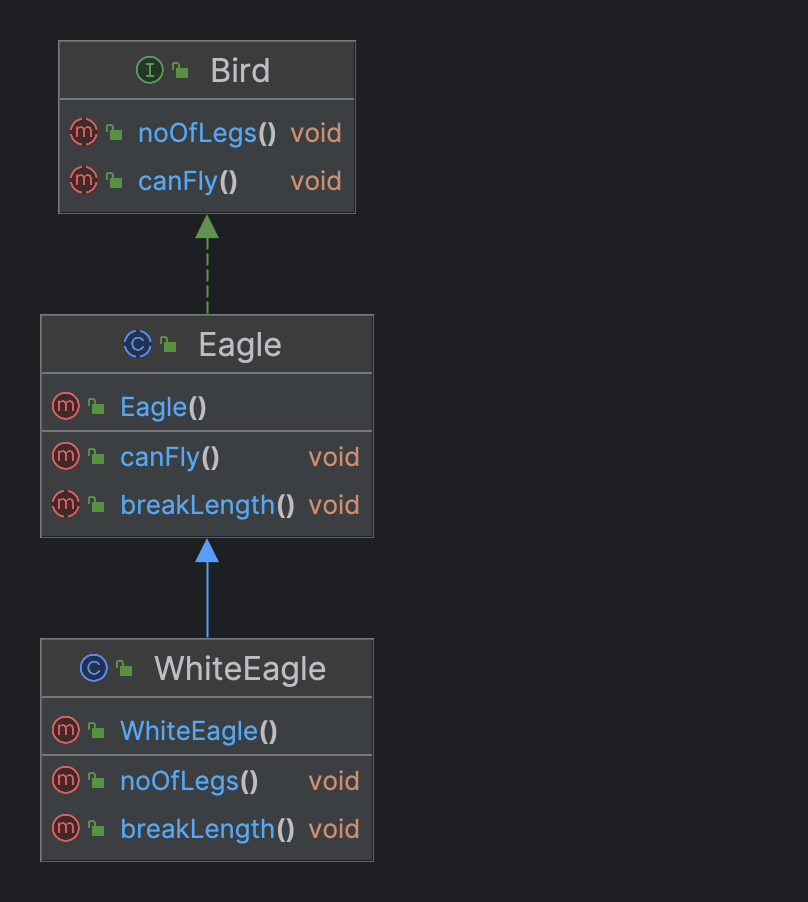 I Bird
m noOfLegs() void
m canFly() void
C Eagle
m Eagle()
m canFly() void
m breakLength() void
C WhiteEagle
m WhiteEagle()
m noOfLegs() void
m breakLength() void